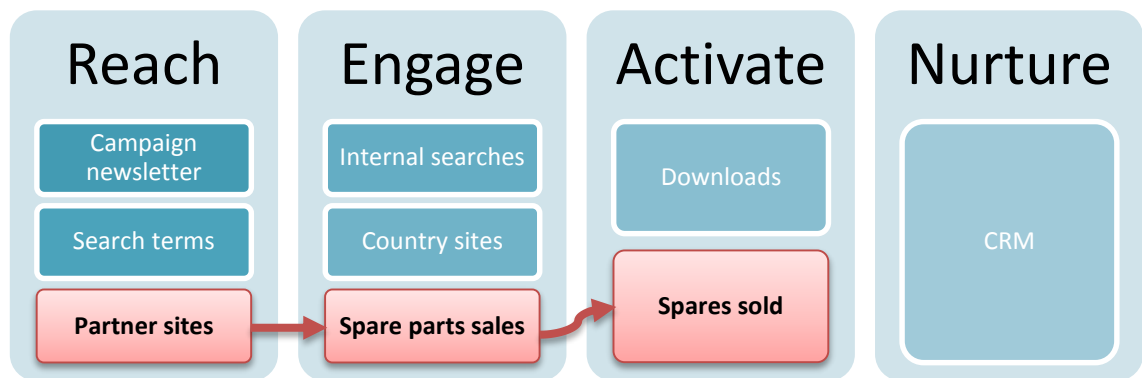 Reach
Campaign
newsletter
Search terms
Partner sites
Engage
Internal searches
Country sites
Spare parts sales
Activate
Downloads
Spares sold
Nurture
CRM